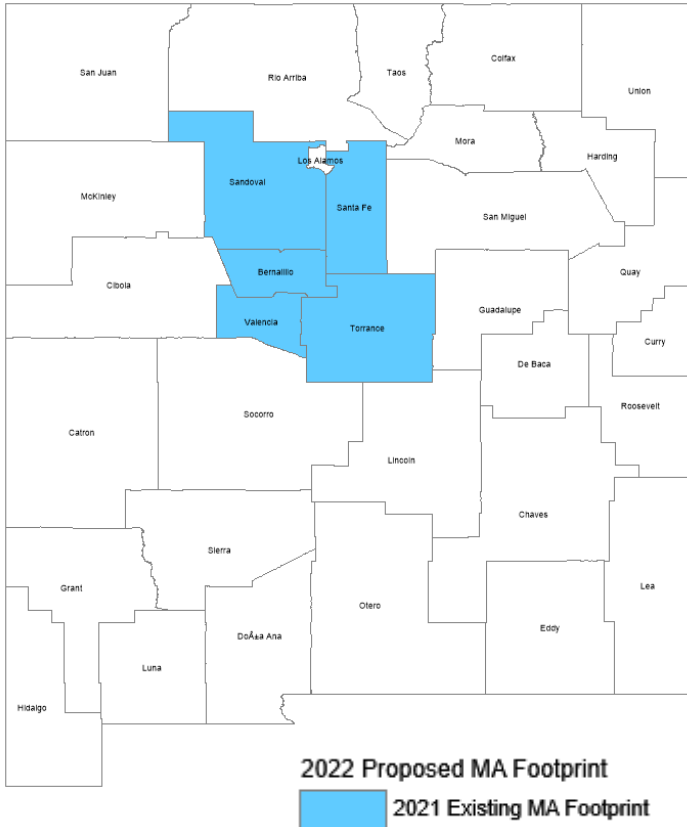 San Juan
Rio Arriba
Taos
Colfax
Union
Mora
Harding
Los Alamos
McKinley
Sandoval
Santa Fe
San Miguel
Quay
Cibola
Bernalillo
Guadalupe
Valencia
Torrance
Curry
De Baca
Roosevelt
Socorro
Catron
Lincoln
Chaves
Sierra
Grant
Lea
Otero
Eddy
DoÃ±a Ana
Luna
Hidalgo
2022 Proposed MA Footprint
2021 Existing MA Footprint